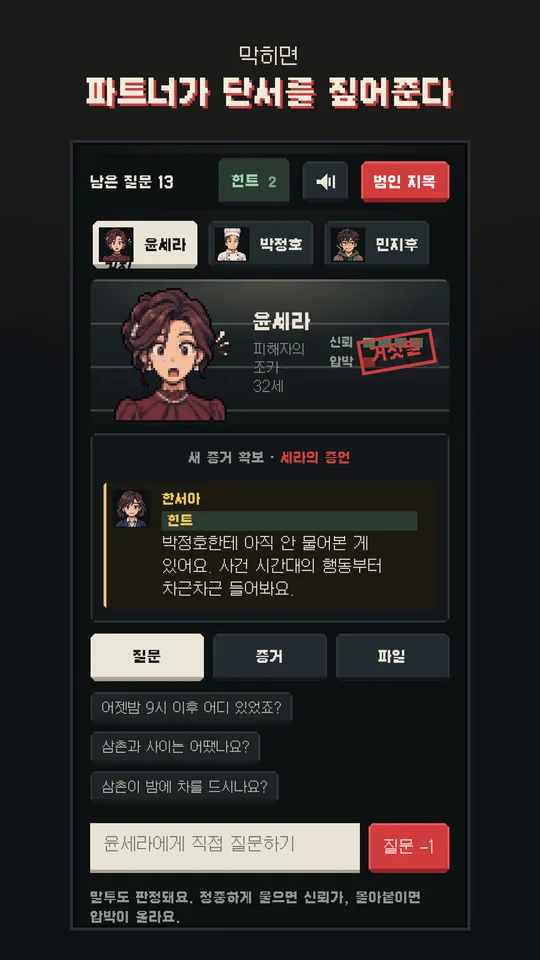 막히면
파트너가 단서를 짚어준다
남은 질문 13
힌트 2
범인 지목
윤세라
박정호
민지후
윤세라
피해자의
조카 ·
32세
신뢰
압박
거짓말
새 증거 확보 · 세라의 증언
한서아
힌트
박정호한테 아직 안 물어본 게
있어요. 사건 시간대의 행동부터
차근차근 들어봐요.
질문
증거
파일
어젯밤 9시 이후 어디 있었죠?
삼촌과 사이는 어땠나요?
삼촌이 밤에 차를 드시나요?
윤세라에게 직접 질문하기
질문 -1
말투도 판정돼요. 정중하게 물으면 신뢰가, 몰아붙이면
압박이 올라요.